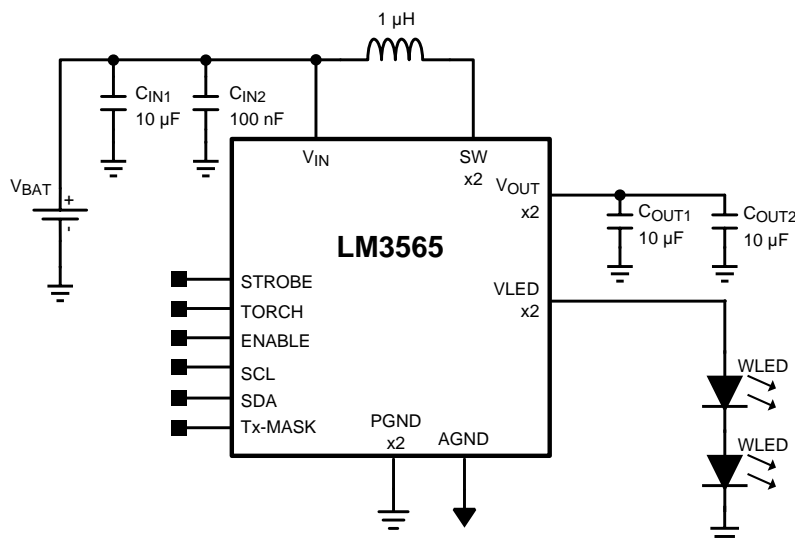 1 µH
CIN1
10 µF
CIN2
100 nF
VIN
SW
x2
VBAT
+
-
VOUT
x2
COUT1
10 µF
COUT2
10 µF
LM3565
STROBE
TORCH
ENABLE
SCL
SDA
Tx-MASK
VLED
x2
PGND
x2
AGND
WLED
WLED